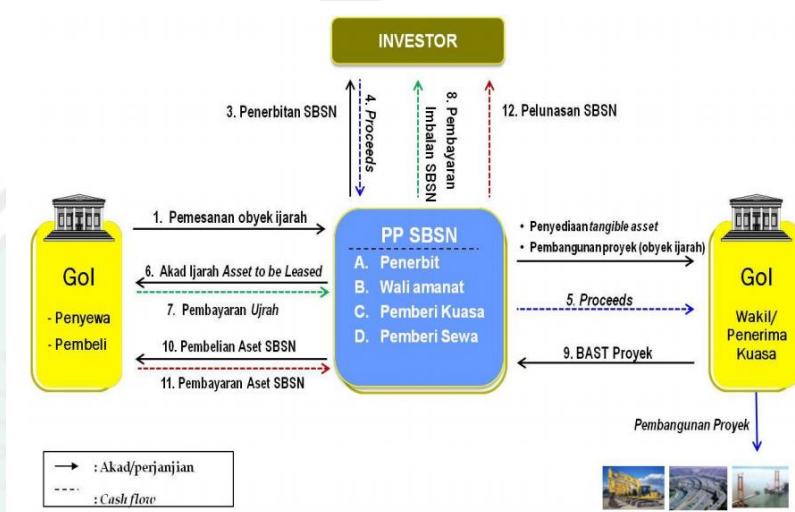 INVESTOR
3. Penerbitan SBSN
4. Proceeds
8. Pembayaran
Imbalan SBSN
12. Pelunasan SBSN
1. Pemesanan obyek ijarah
6. Akad Ijarah Asset to be Leased
7. Pembayaran Ujrah
10. Pembelian Aset SBSN
11. Pembayaran Aset SBSN
GoI
- Penyewa
- Pembeli
PP SBSN
A. Penerbit
B. Wali amanat
C. Pemberi Kuasa
D. Pemberi Sewa
• Penyediaan tangible asset
• Pembangunan proyek (obyek ijarah)
5. Proceeds
9. BAST Proyek
GoI
Wakil/
Penerima
Kuasa
Pembangunan Proyek
: Akad/perjanjian
: Cash flow